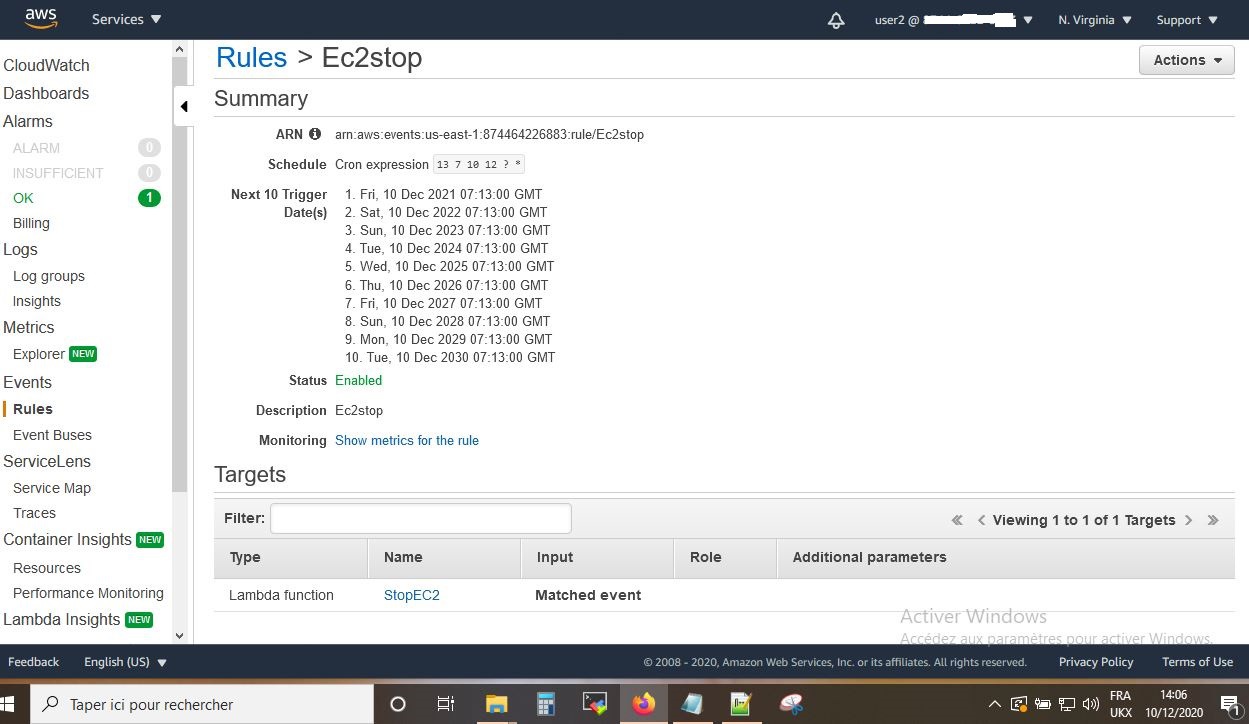 aws
Services
user2 @
N. Virginia
Support
CloudWatch
Dashboards
Alarms
ALARM 0
INSUFFICIENT 0
OK 1
Billing
Logs
Log groups
Insights
Metrics
Explorer NEW
Events
Rules
Event Buses
ServiceLens
Service Map
Traces
Container Insights NEW
Resources
Performance Monitoring
Lambda Insights NEW
Rules > Ec2stop
Actions
Summary
ARN arn:aws:events:us-east-1:874464226883:rule/Ec2stop
Schedule Cron expression 13 7 10 12 ? *
Next 10 Trigger Date(s)
1. Fri, 10 Dec 2021 07:13:00 GMT
2. Sat, 10 Dec 2022 07:13:00 GMT
3. Sun, 10 Dec 2023 07:13:00 GMT
4. Tue, 10 Dec 2024 07:13:00 GMT
5. Wed, 10 Dec 2025 07:13:00 GMT
6. Thu, 10 Dec 2026 07:13:00 GMT
7. Fri, 10 Dec 2027 07:13:00 GMT
8. Sun, 10 Dec 2028 07:13:00 GMT
9. Mon, 10 Dec 2029 07:13:00 GMT
10. Tue, 10 Dec 2030 07:13:00 GMT
Status Enabled
Description Ec2stop
Monitoring Show metrics for the rule
Targets
Filter:
« < Viewing 1 to 1 of 1 Targets > »
Type Name Input Role Additional parameters
Lambda function StopEC2 Matched event
Activer Windows
Accédez aux paramètres pour activer Windows.
Feedback English (US) © 2008 - 2020, Amazon Web Services, Inc. or its affiliates. All rights reserved. Privacy Policy Terms of Use
Taper ici pour rechercher
FRA
UKX
14:06
10/12/2020
1